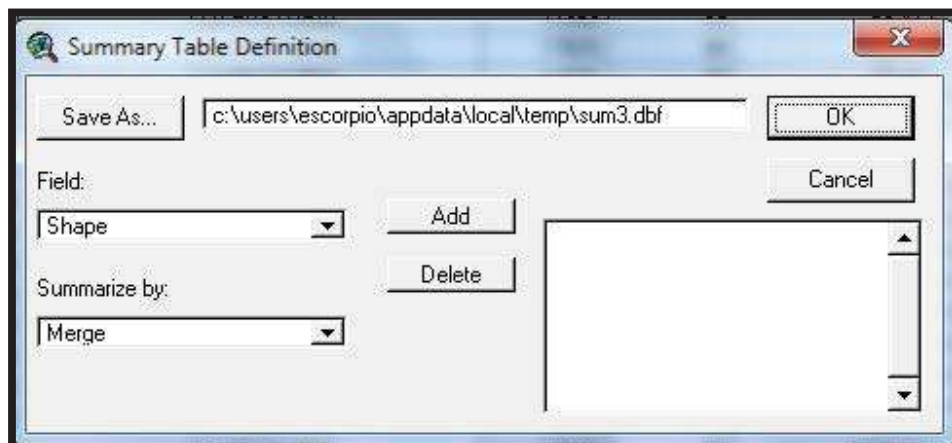 Summary Table Definition
Save As...
c:\users\escorpio\appdata\local\temp\sum3.dbf
OK
Cancel
Field:
Shape
Add
Delete
Summarize by:
Merge